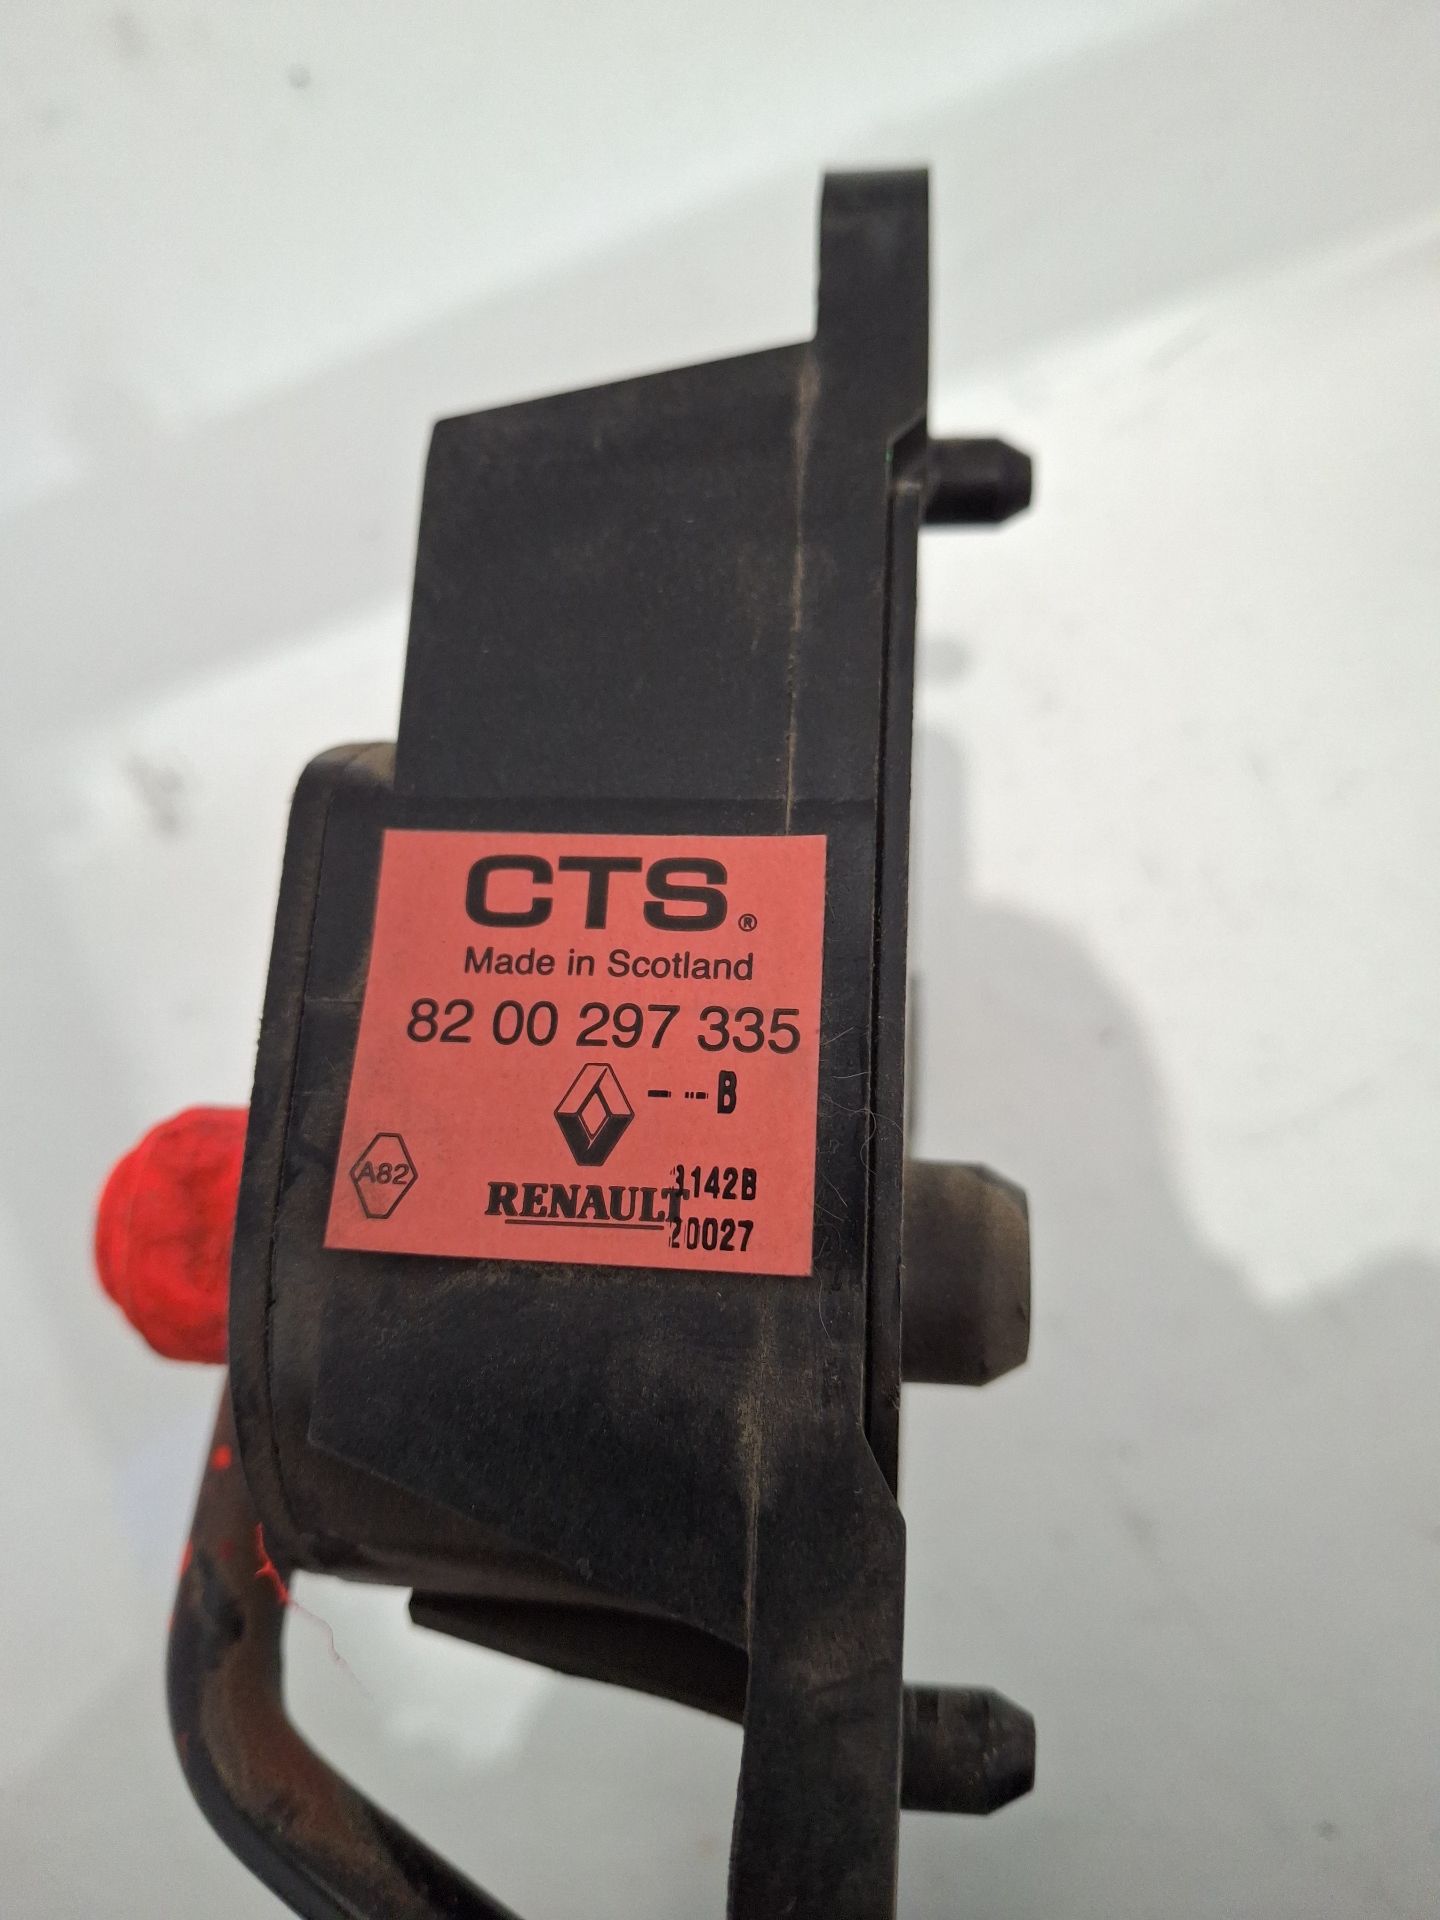 CTS®
Made in Scotland
82 00 297 335
- --B
A82
RENAULT
3142B
20027